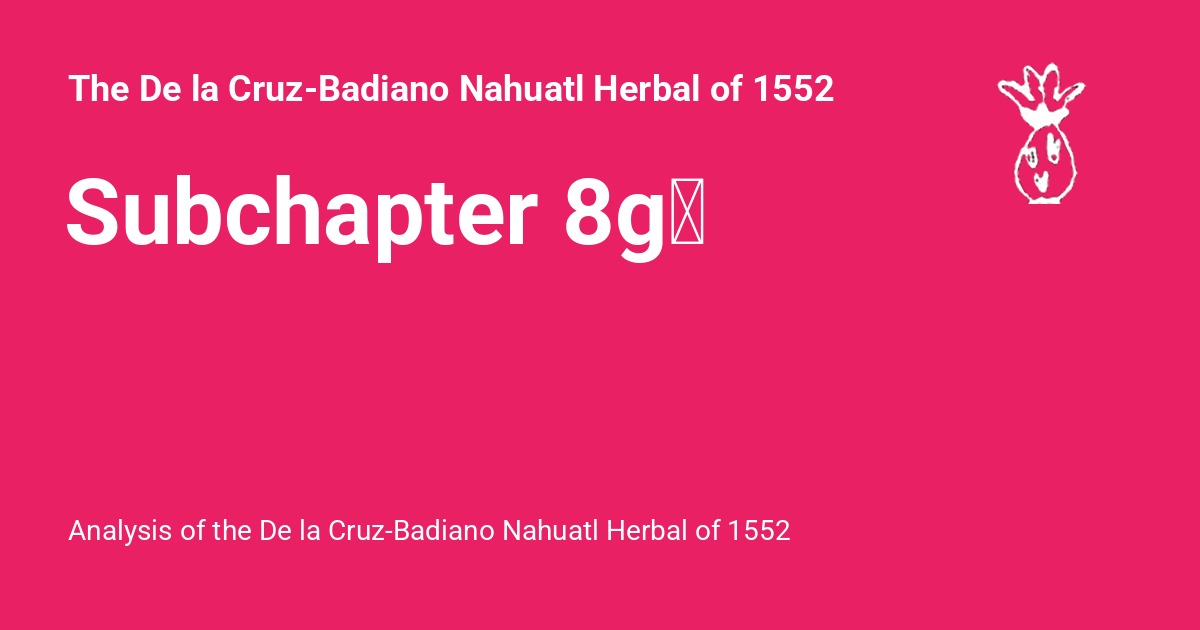 The De la Cruz-Badiano Nahuatl Herbal of 1552
Subchapter 8g
Analysis of the De la Cruz-Badiano Nahuatl Herbal of 1552